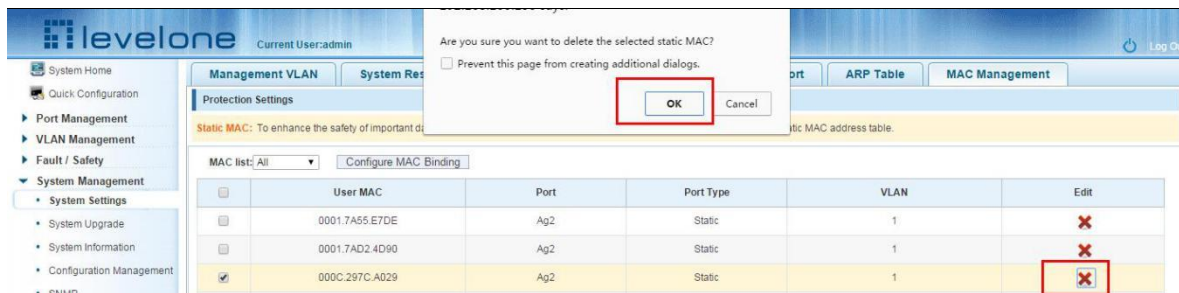 levelone
Current User:admin
Are you sure you want to delete the selected static MAC?
Prevent this page from creating additional dialogs.
OK
Cancel
Log O
System Home
Quick Configuration
Port Management
VLAN Management
Fault / Safety
System Management
System Settings
System Upgrade
System Information
Configuration Management
Management VLAN
System Res
ort
ARP Table
MAC Management
Protection Settings
Static MAC: To enhance the safety of important da
atic MAC address table.
MAC list: All
Configure MAC Binding
User MAC Port Port Type VLAN Edit
0001.7A55.E7DE Ag2 Static 1
0001.7AD2.4D90 Ag2 Static 1
000C.297C.A029 Ag2 Static 1